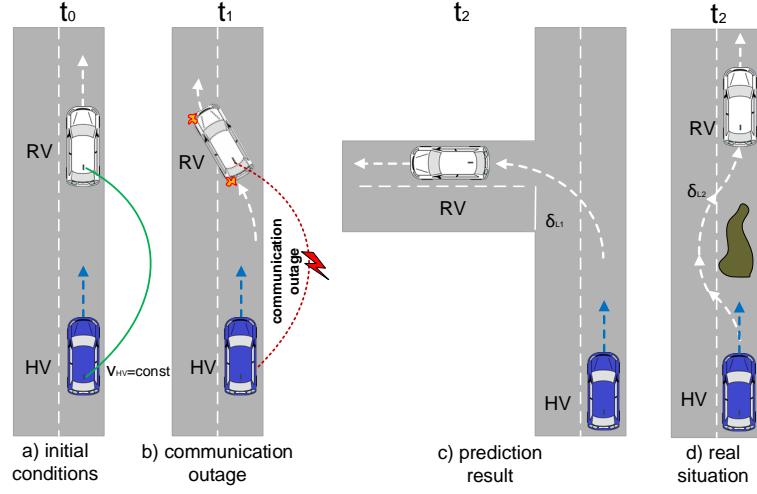 t0
t1
t2
t2
RV
RV
RV
RV
δL1
δL2
communication
outage
HV
VHV=const
HV
HV
HV
a) initial
conditions
b) communication
outage
c) prediction
result
d) real
situation